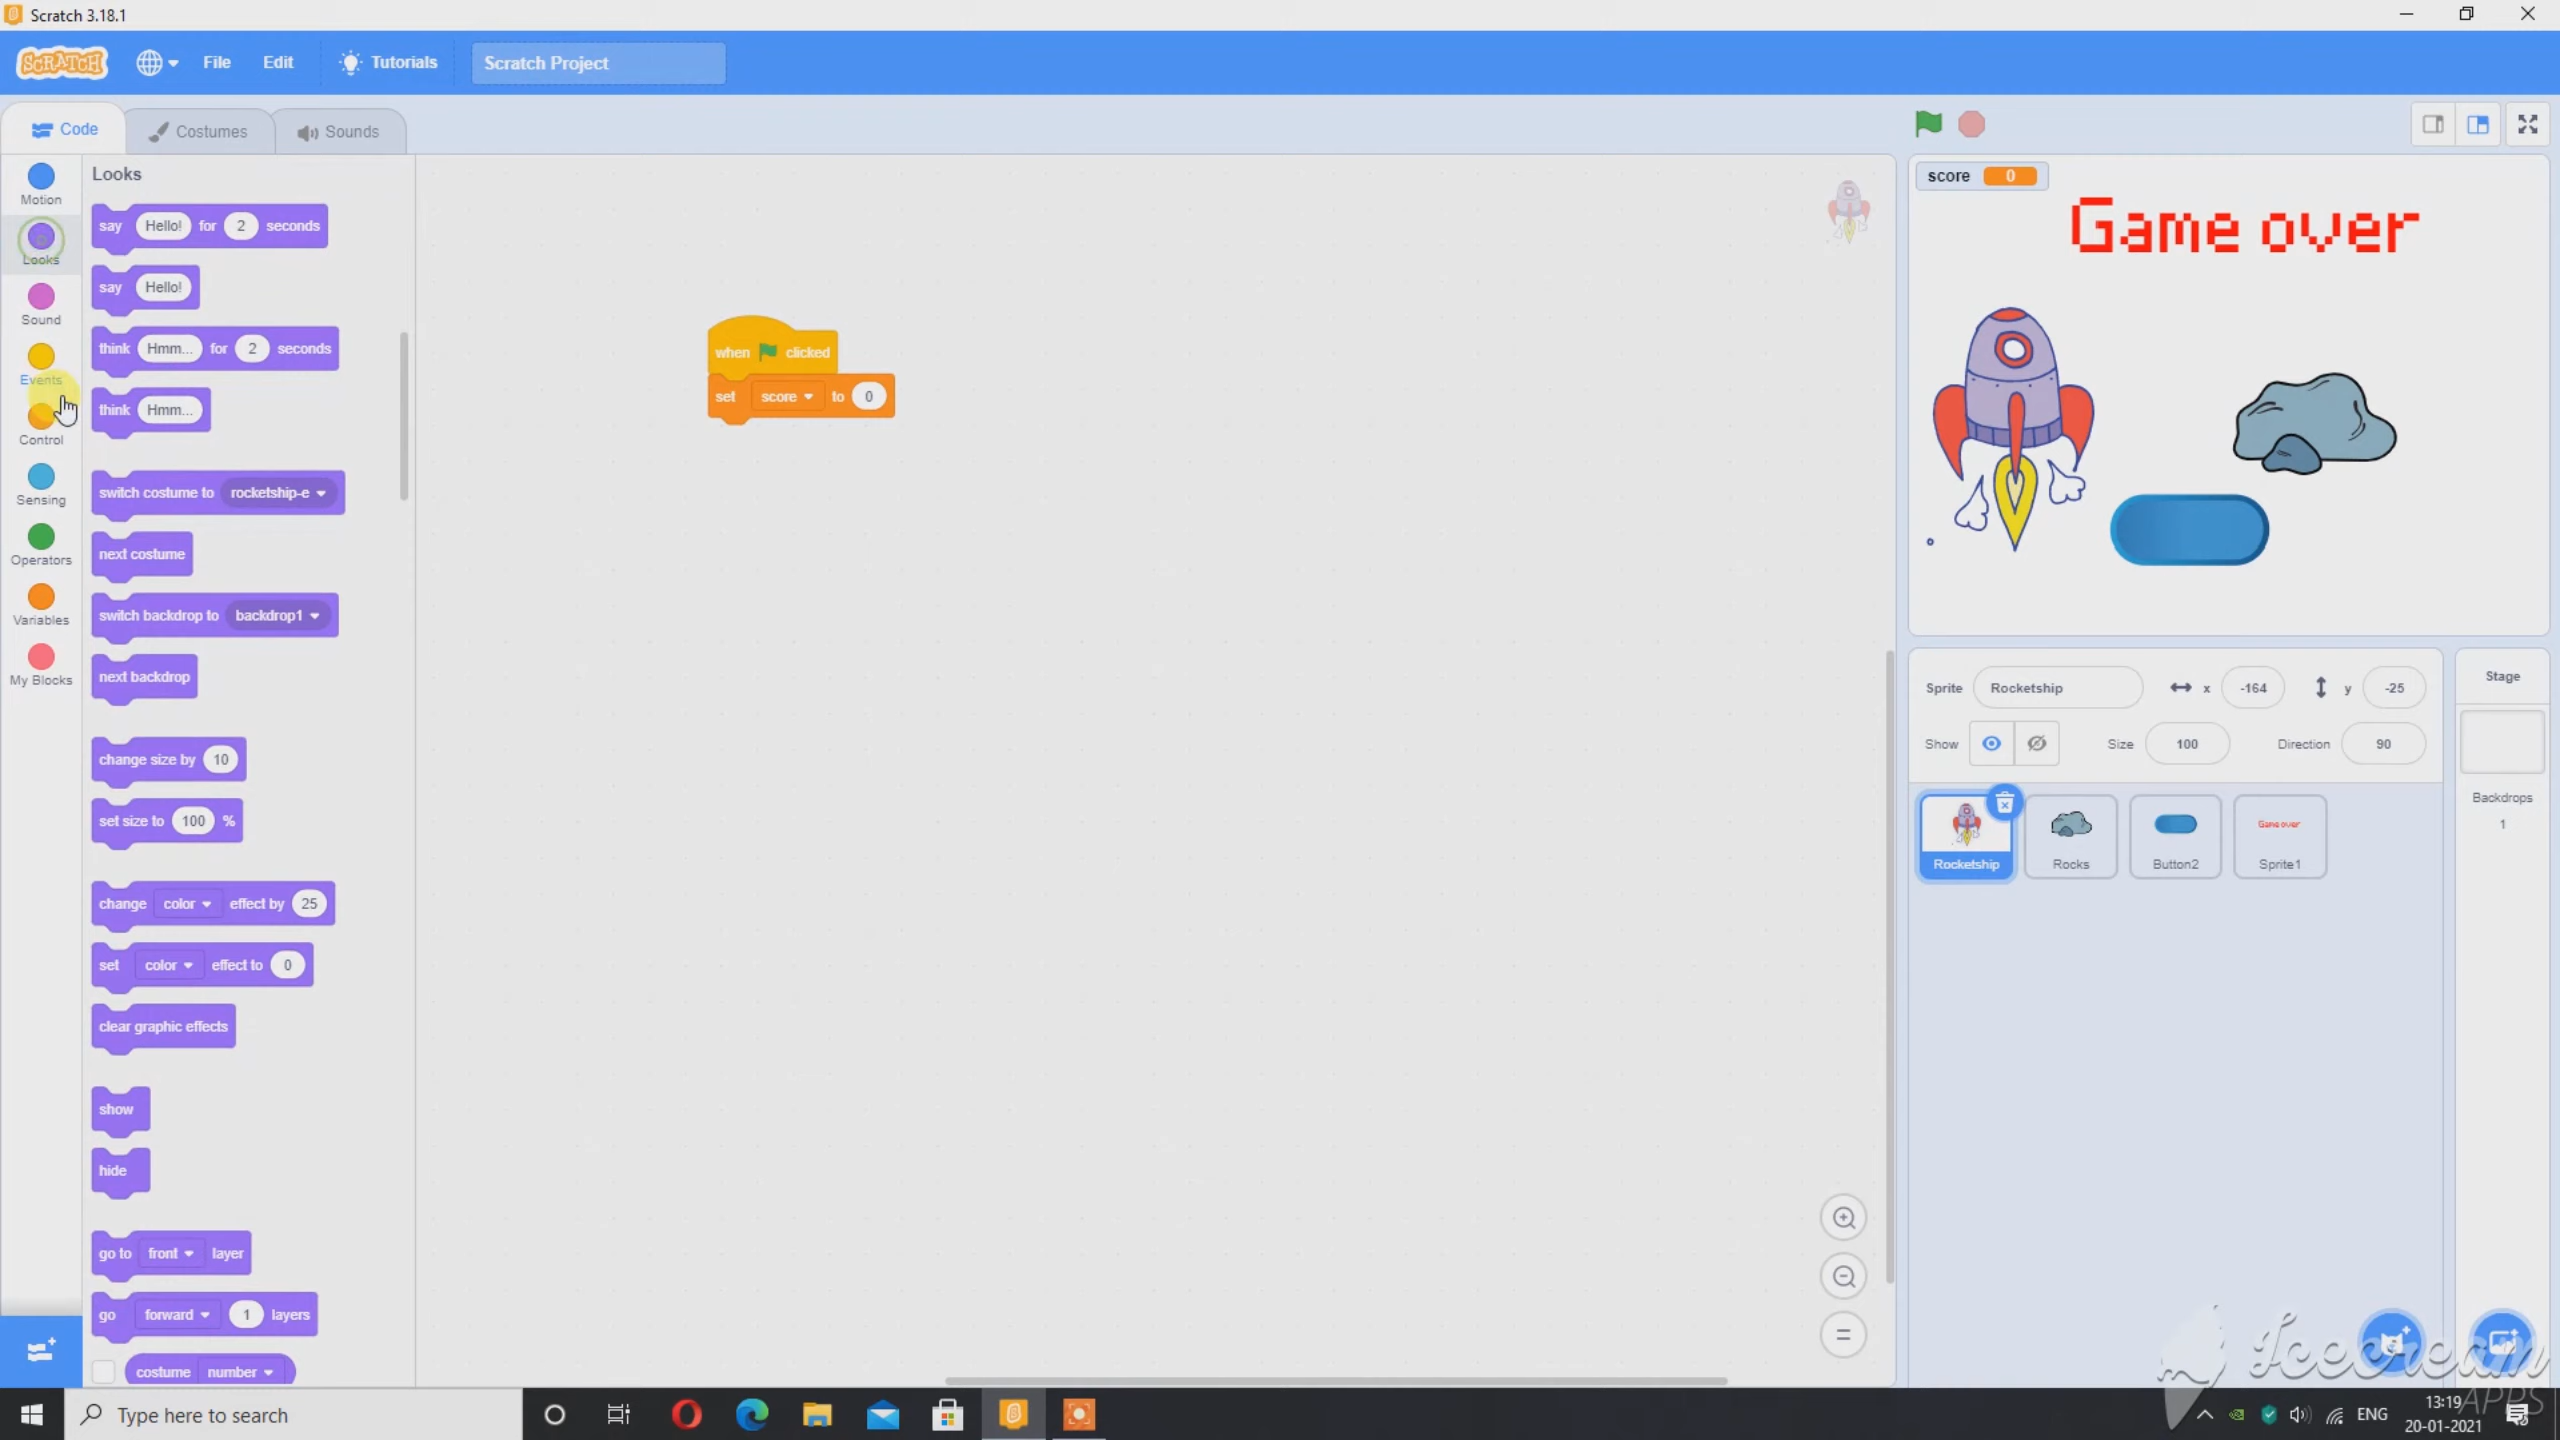 Scratch 3.18.1
SCRATCH
File
Edit
Tutorials
Scratch Project
Code
Costumes
Sounds
Motion
Looks
Sound
Events
Control
Sensing
Operators
Variables
My Blocks
Looks
say Hello! for 2 seconds
say Hello!
think Hmm... for 2 seconds
think Hmm...
switch costume to rocketship-e
next costume
switch backdrop to backdrop1
next backdrop
change size by 10
set size to 100 %
change color effect by 25
set color effect to 0
clear graphic effects
show
hide
go to front layer
go forward 1 layers
costume number
when clicked
set score to 0
score 0
Game over
Sprite Rocketship x -164 y -25
Show Size 100 Direction 90
Rocketship
Rocks
Button2
Game over
Sprite1
Stage
Backdrops
1
Icecream
APPS
Type here to search
ENG
13:19
20-01-2021